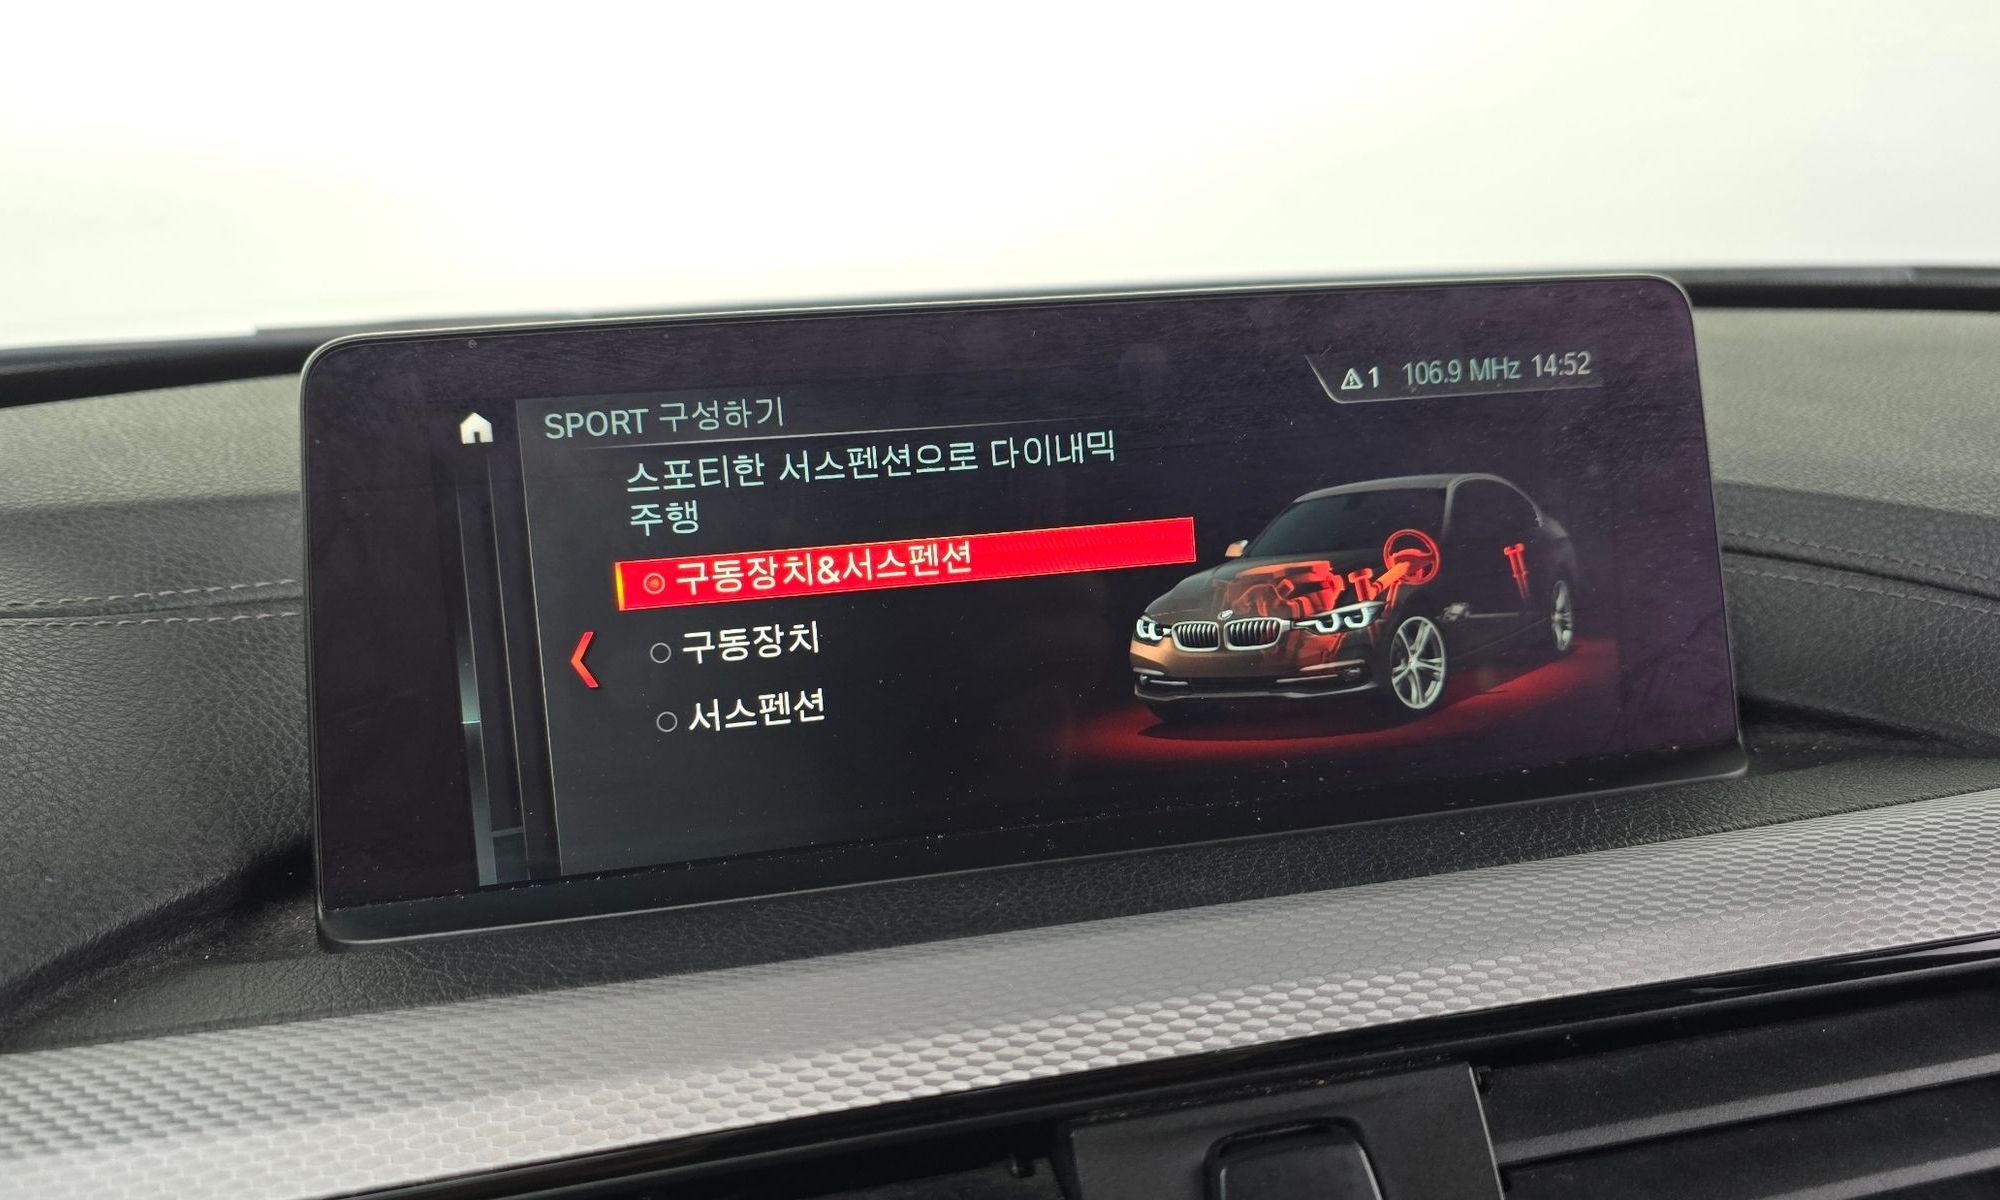 1 106.9 MHz 14:52
SPORT 구성하기
스포티한 서스펜션으로 다이내믹
주행
구동장치&서스펜션
구동장치
서스펜션